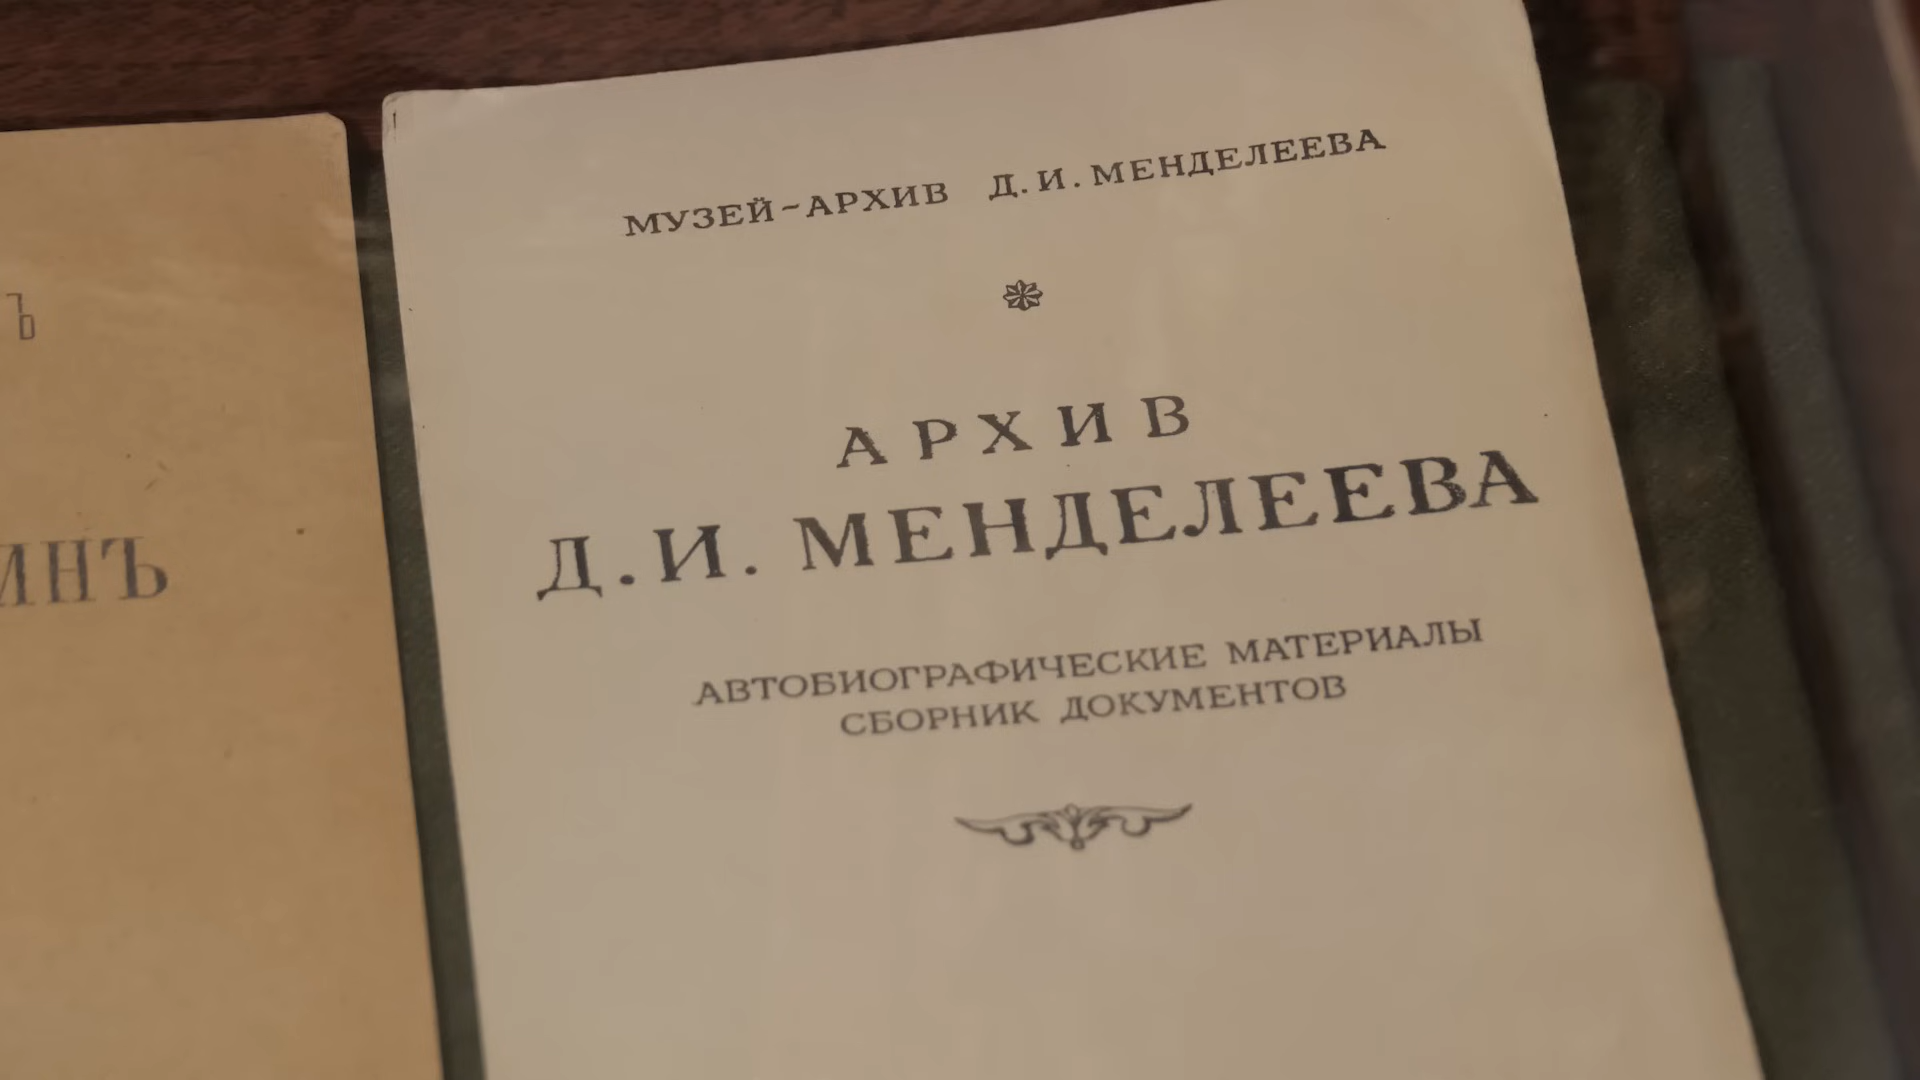 МУЗЕЙ-АРХИВ Д.И.МЕНДЕЛЕЕВА
АРХИВ
Д.И. МЕНДЕЛЕЕВА
АВТОБИОГРАФИЧЕСКИЕ МАТЕРИАЛЫ
СБОРНИК ДОКУМЕНТОВ